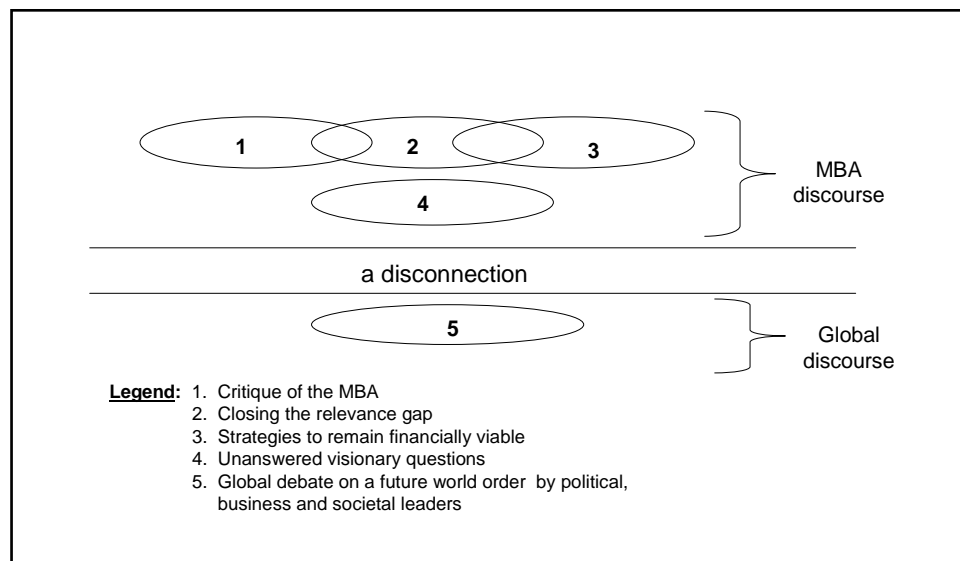 1
2
3
MBA
discourse
4
a disconnection
5
Global
discourse
Legend: 1. Critique of the MBA
2. Closing the relevance gap
3. Strategies to remain financially viable
4. Unanswered visionary questions
5. Global debate on a future world order by political,
business and societal leaders